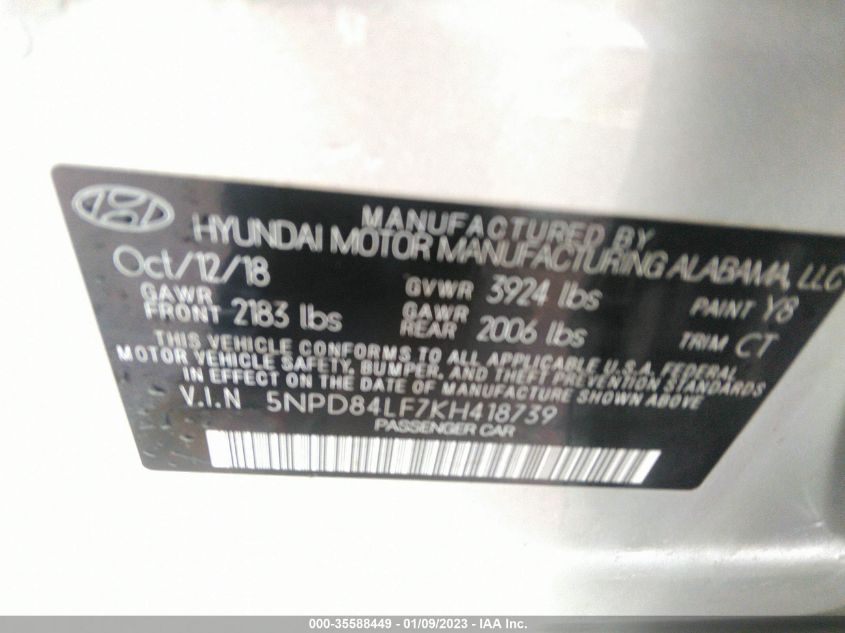 MANUFACTURED BY
HYUNDAI MOTOR MANUFACTURING ALABAMA, LLC
Oct/12/18
GVWR 3924 lbs
PAINT Y8
GAWR FRONT 2183 lbs
GAWR REAR 2006 lbs
TRIM CT
THIS VEHICLE CONFORMS TO ALL APPLICABLE U.S.A. FEDERAL
MOTOR VEHICLE SAFETY, BUMPER, AND THEFT PREVENTION STANDARDS
IN EFFECT ON THE DATE OF MANUFACTURE SHOWN ABOVE
V.I.N 5NPD84LF7KH418739
PASSENGER CAR
000-35588449 - 01/09/2023 - IAA Inc.